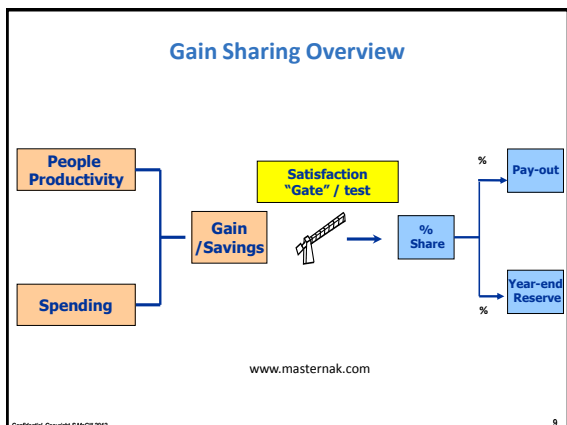 Gain Sharing Overview
People
Productivity
Spending
Gain
/Savings
Satisfaction
“Gate” / test
%
Share
%
Pay-out
%
Year-end
Reserve
www.masternak.com
9